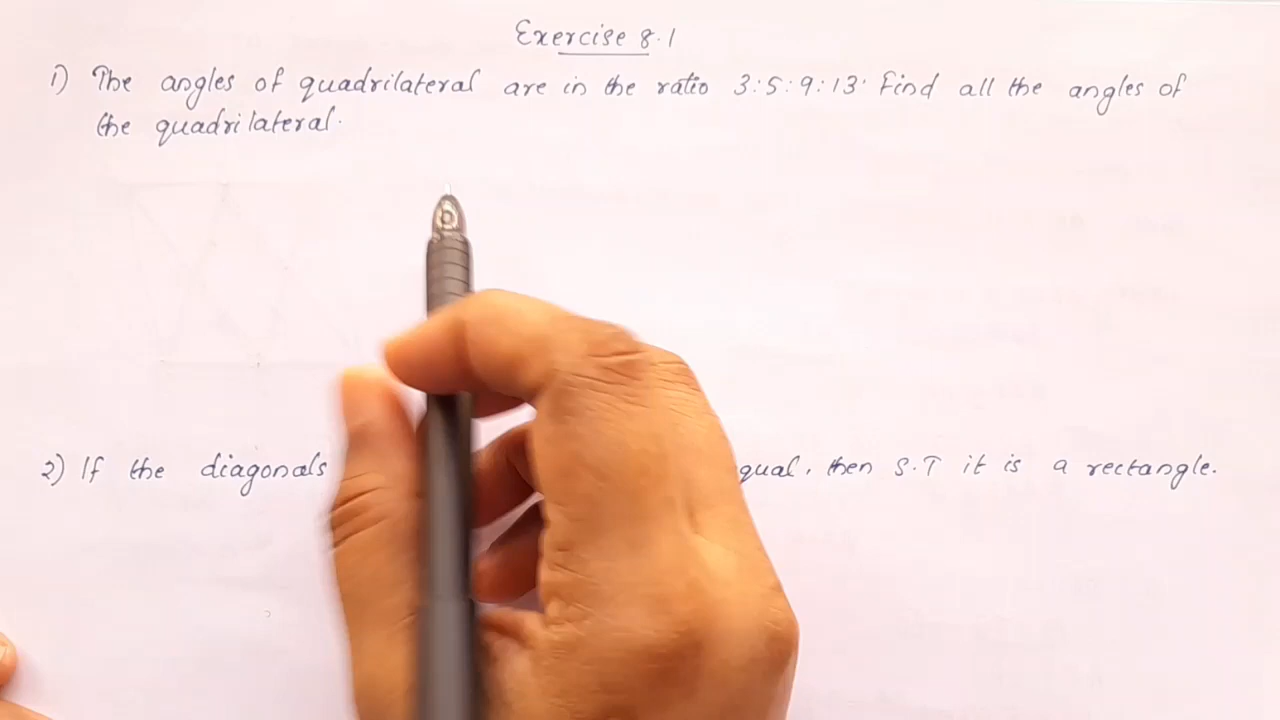 Exercise 8.1
1) The angles of quadrilateral are in the ratio 3:5:9:13. Find all the angles of
the quadrilateral.
2) If the diagonals qual, then S.T it is a rectangle.